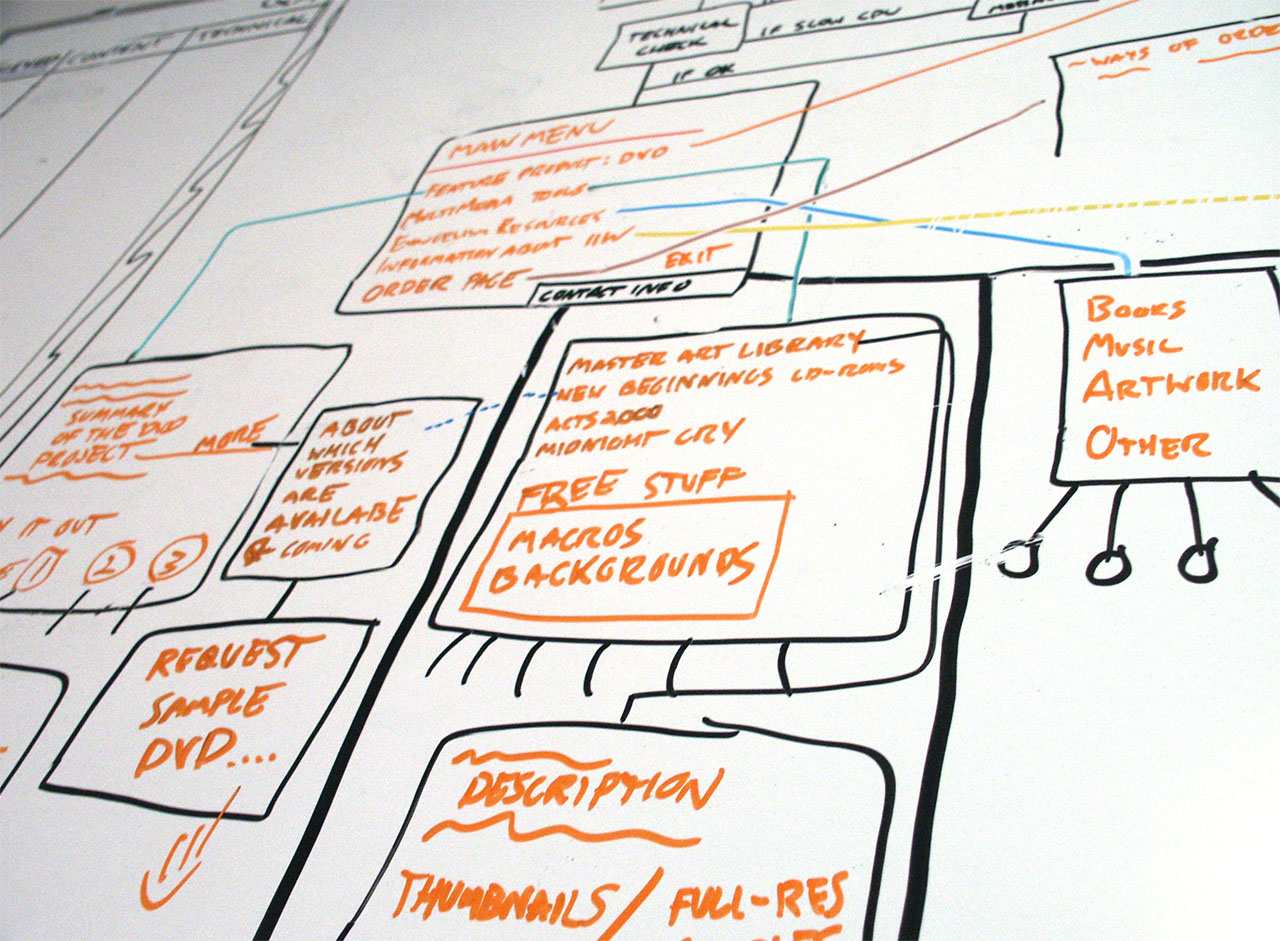 CONTENT
TECHNICAL
TECHNICAL
CHECK
IF SLOW CPU
IF OK
~WAYS OF
MAIN MENU
FEATURE PRODUCT: DVD
MULTIMEDIA TOOLS
EVANGELISM RESOURCES
INFORMATION ABOUT IIW
ORDER PAGE
EXIT
CONTACT INFO
BOOKS
MUSIC
ARTWORK
OTHER
MASTER ART LIBRARY
NEW BEGINNINGS CD-ROMS
ACTS 2000
MIDNIGHT CRY
FREE STUFF
MACROS
BACKGROUNDS
SUMMARY
OF THE DVD
PROJECT
MORE
IT OUT
1 2 3
ABOUT
WHICH
VERSIONS
ARE
AVAILABE
& COMING
REQUEST
SAMPLE
DVD....
DESCRIPTION
THUMBNAILS / FULL-RES